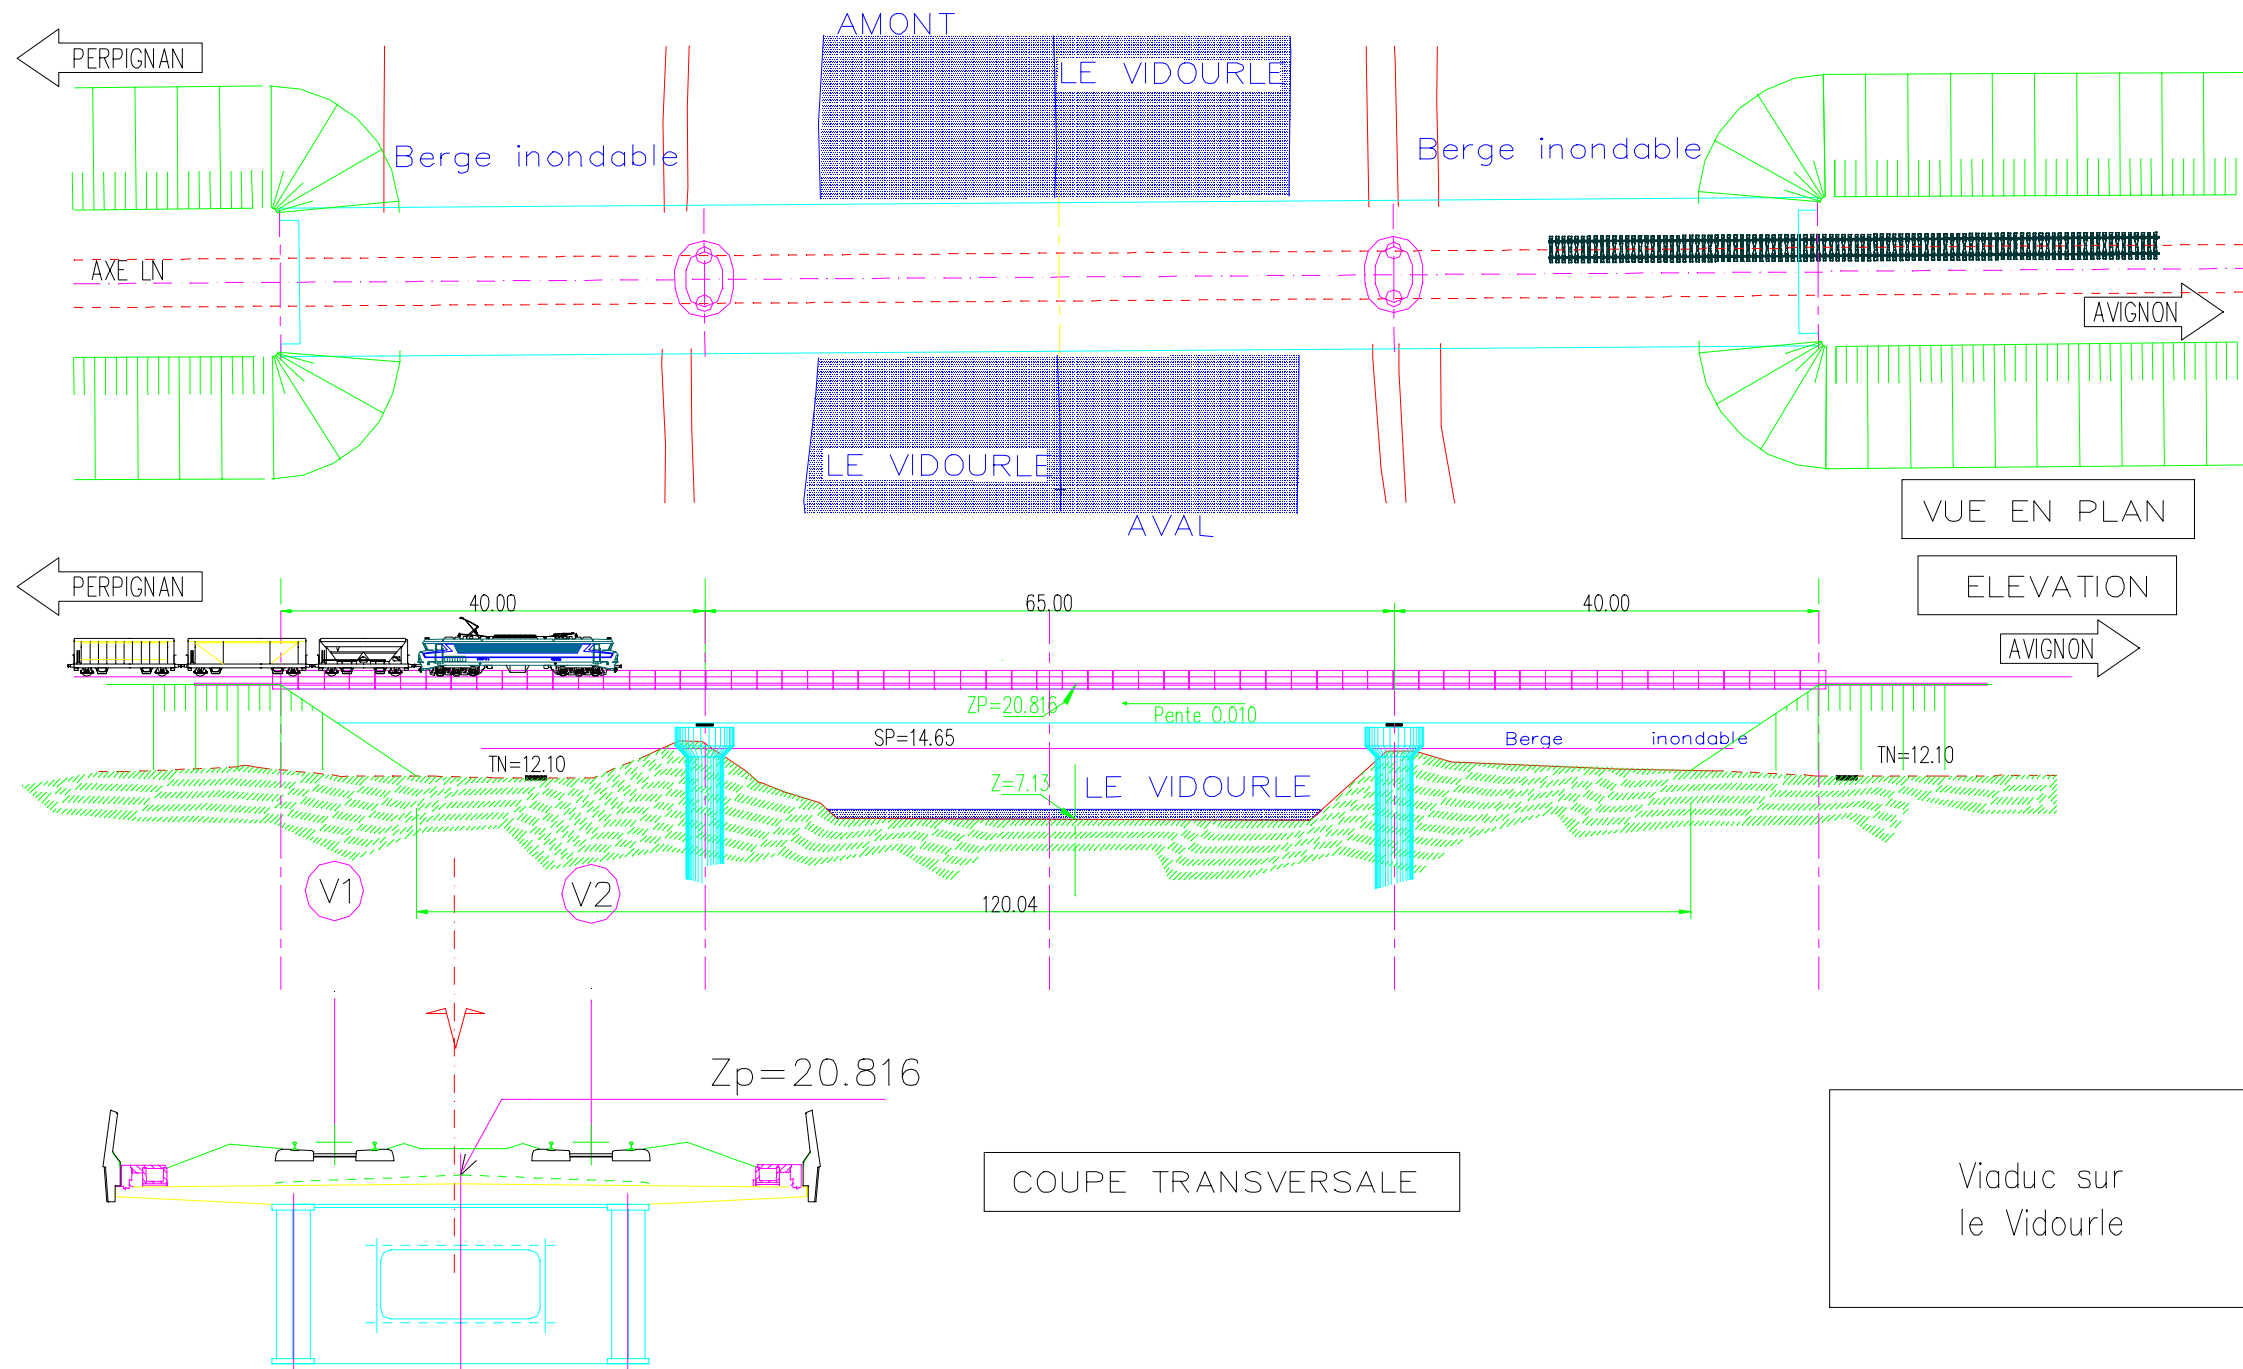 AMONT
PERPIGNAN
LE VIDOURLE
Berge inondable
Berge inondable
AXE LN
AVIGNON
LE VIDOURLE
AVAL
VUE EN PLAN
PERPIGNAN
ELEVATION
40.00
65.00
40.00
AVIGNON
ZP=20.816
Pente 0.010
SP=14.65
Berge inondable
TN=12.10
TN=12.10
Z=7.13
LE VIDOURLE
V1
V2
120.04
Zp=20.816
COUPE TRANSVERSALE
Viaduc sur
le Vidourle